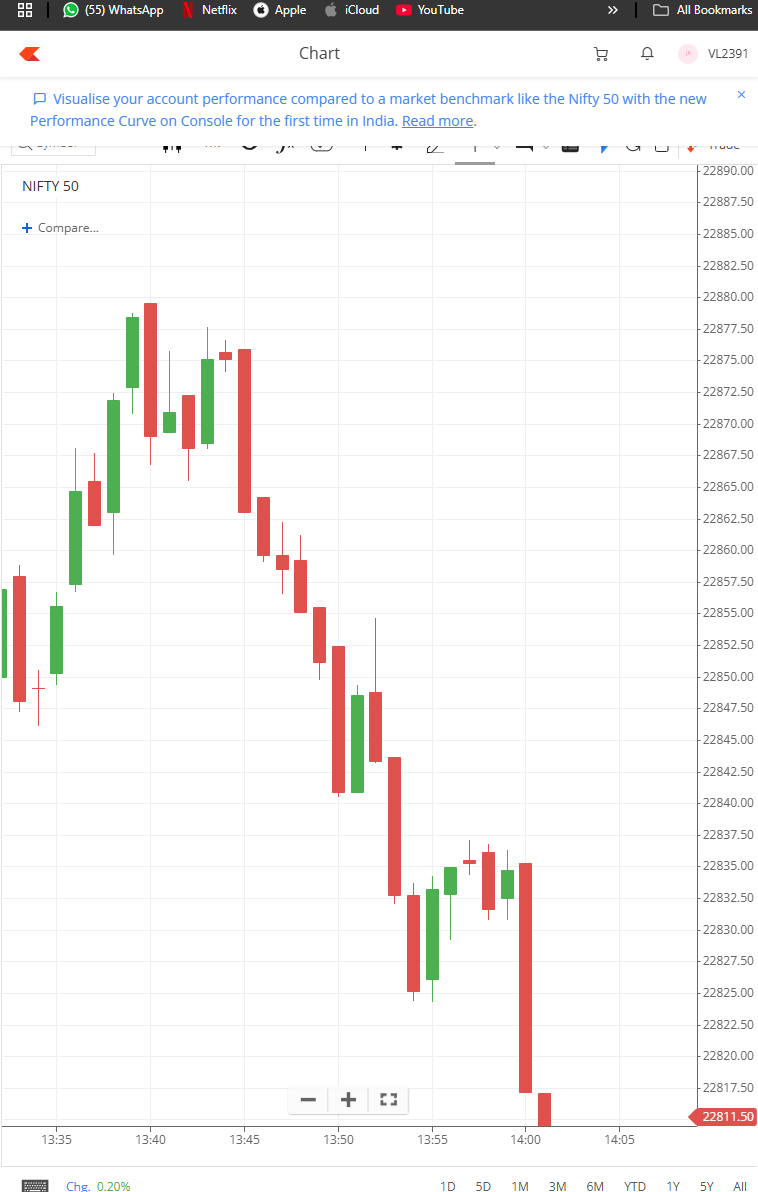 (55) WhatsApp
Netflix
Apple
iCloud
YouTube
»
All Bookmarks
Chart
VL2391
Visualise your account performance compared to a market benchmark like the Nifty 50 with the new
Performance Curve on Console for the first time in India. Read more.
NIFTY 50
+ Compare...
22890.00
22887.50
22885.00
22882.50
22880.00
22877.50
22875.00
22872.50
22870.00
22867.50
22865.00
22862.50
22860.00
22857.50
22855.00
22852.50
22850.00
22847.50
22845.00
22842.50
22840.00
22837.50
22835.00
22832.50
22830.00
22827.50
22825.00
22822.50
22820.00
22817.50
22811.50
13:35
13:40
13:45
13:50
13:55
14:00
14:05
Chg. 0.20%
1D
5D
1M
3M
6M
YTD
1Y
5Y
All